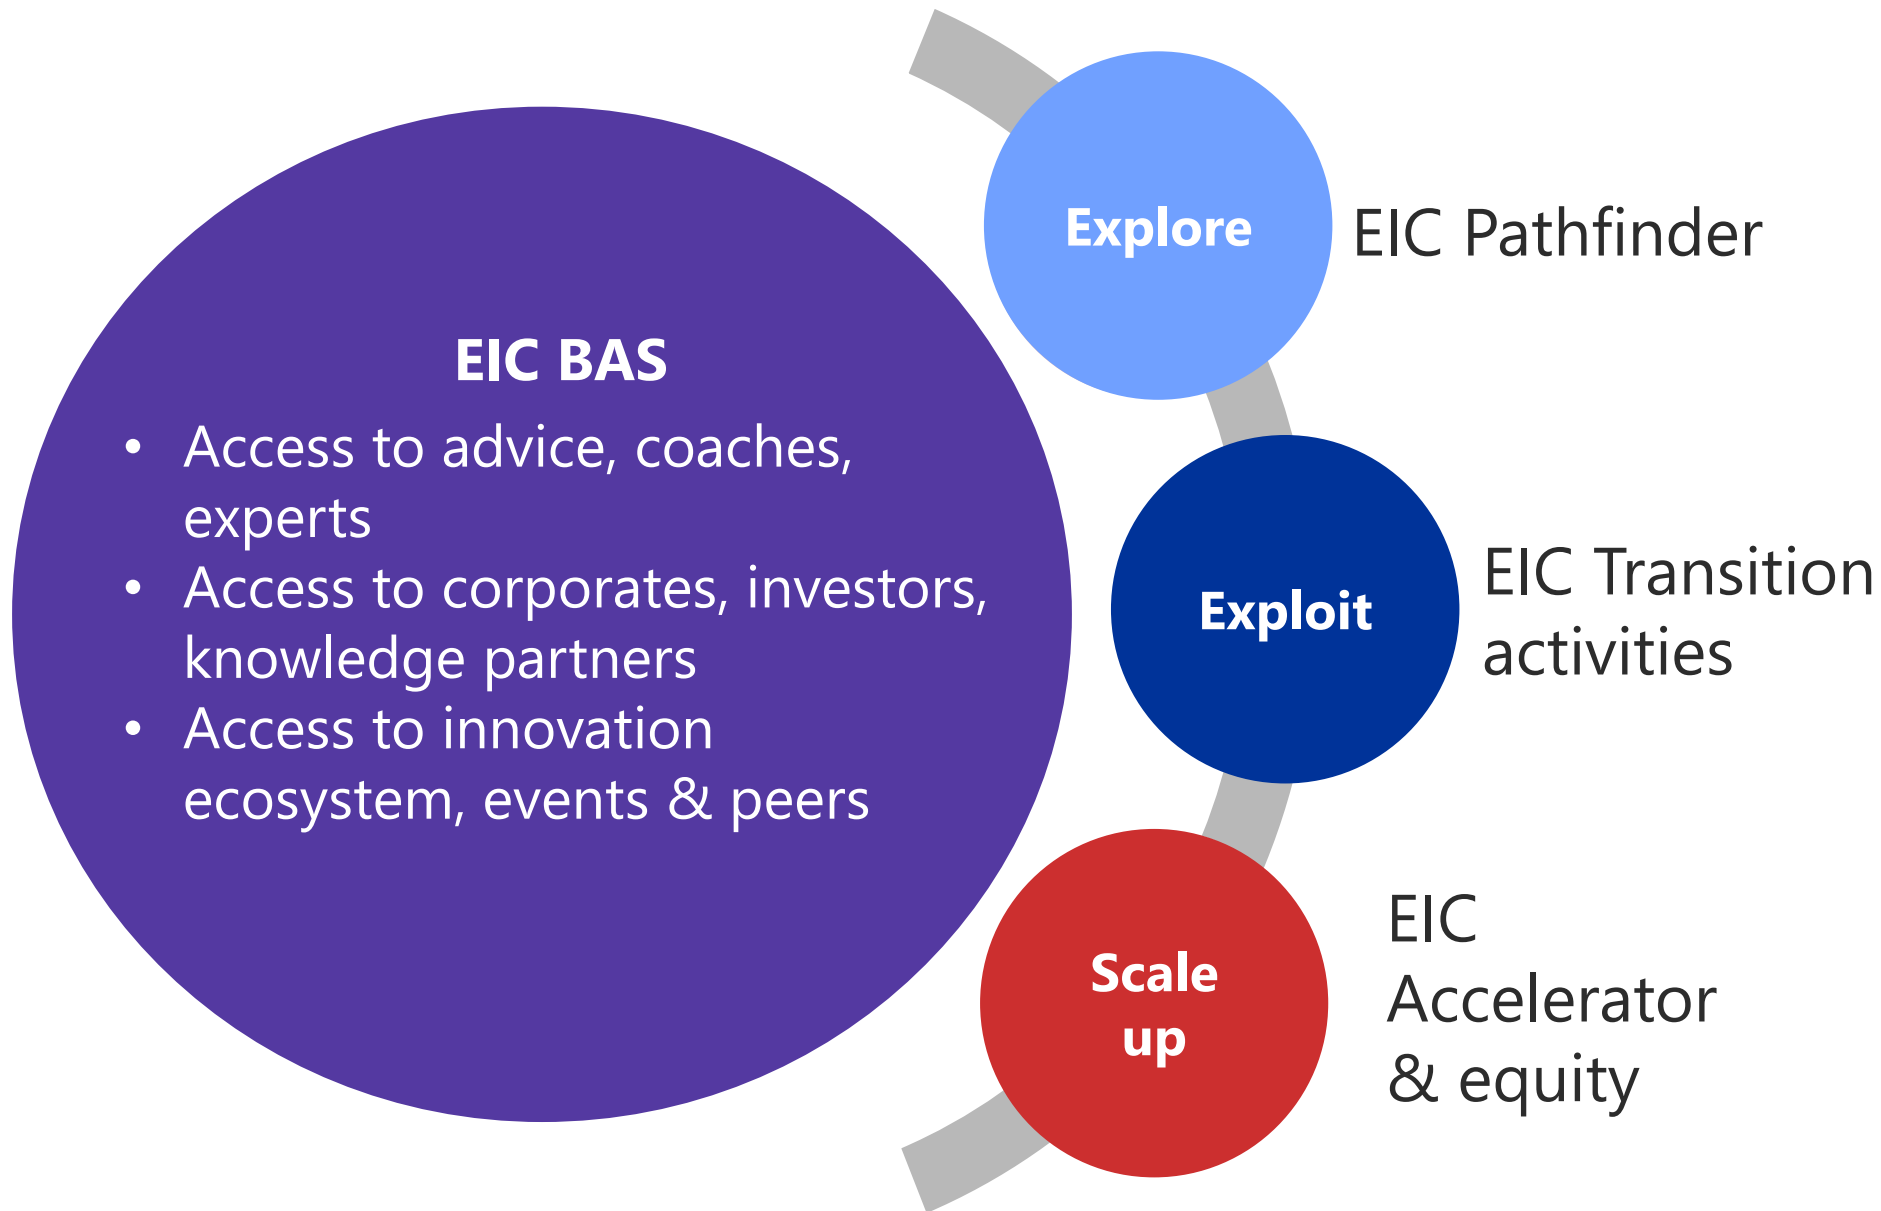 EIC BAS
• Access to advice, coaches,
experts
• Access to corporates, investors,
knowledge partners
• Access to innovation
ecosystem, events & peers
Explore
EIC Pathfinder
Exploit
EIC Transition
activities
Scale
up
EIC
Accelerator
& equity